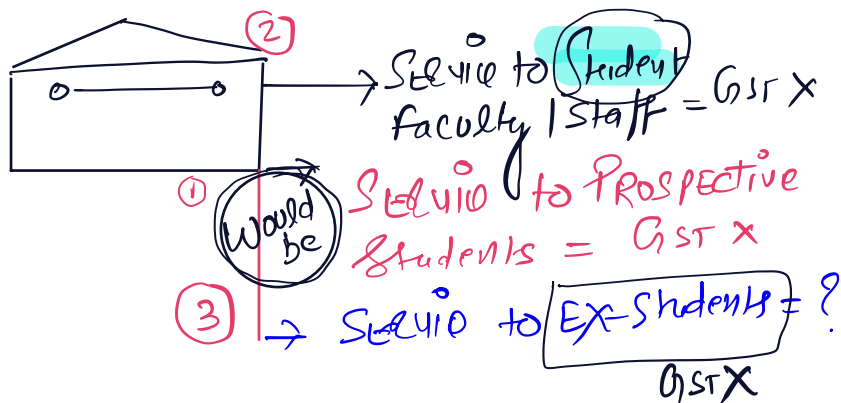 ②
→ Service to Student
Faculty | Staff = GST X
① Would be Service to PROSPECTIVE
Students = GST X
③ → Service to Ex-Students = ?
GST X